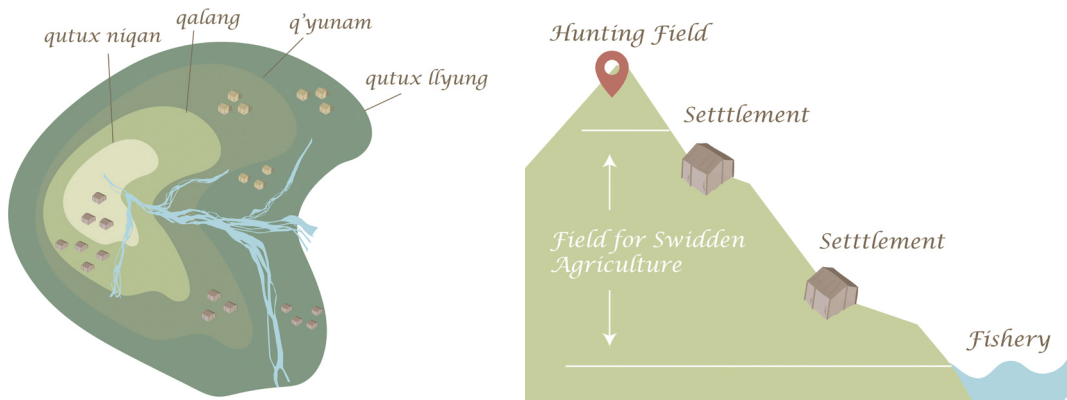 qutux niqan
qalang
q'yunam
qutux llyung
Hunting Field
Setttlement
Field for Swidden
Agriculture
Setttlement
Fishery